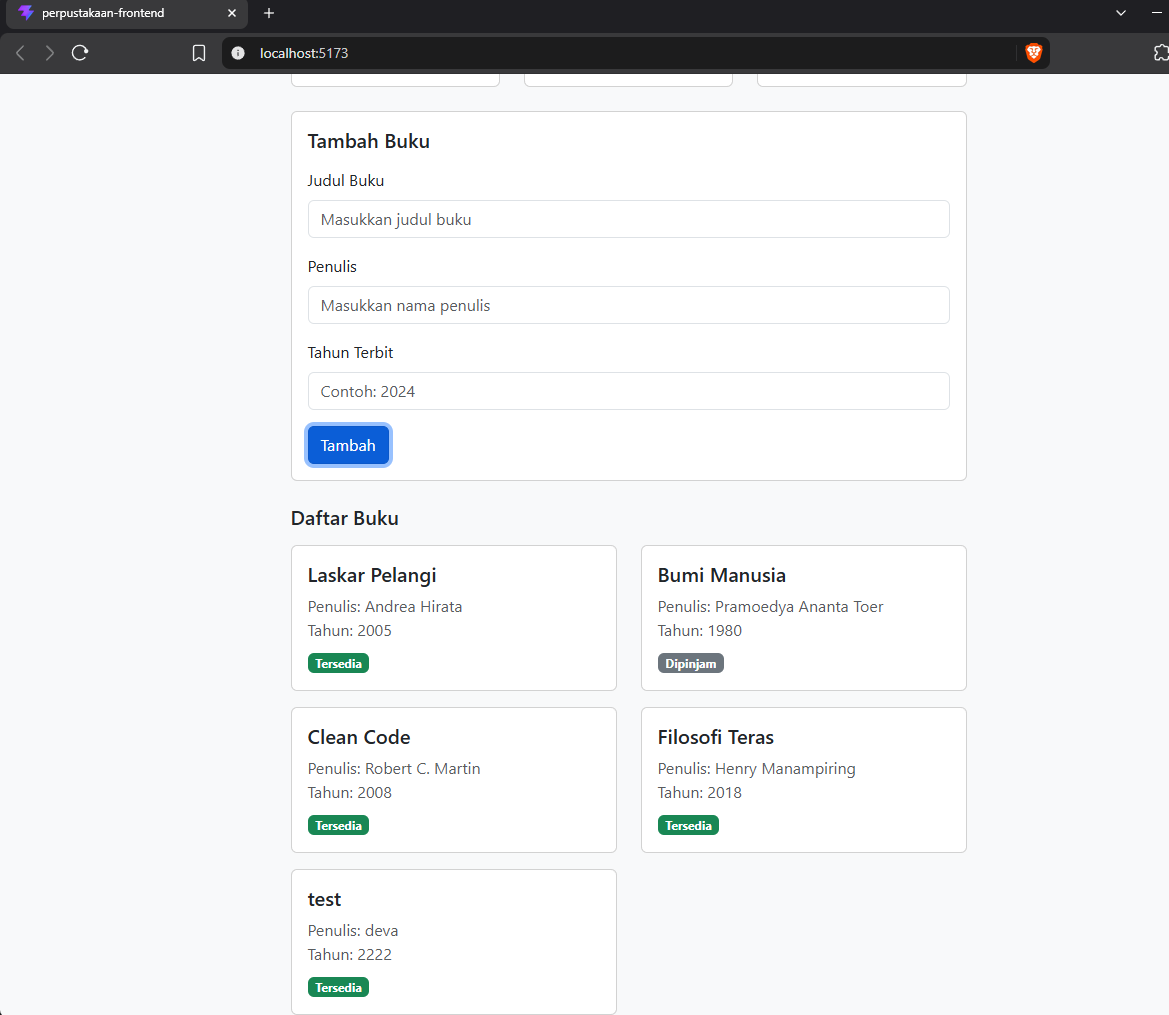 perpustakaan-frontend
localhost:5173
Tambah Buku
Judul Buku
Masukkan judul buku
Penulis
Masukkan nama penulis
Tahun Terbit
Contoh: 2024
Tambah
Daftar Buku
Laskar Pelangi
Penulis: Andrea Hirata
Tahun: 2005
Tersedia
Bumi Manusia
Penulis: Pramoedya Ananta Toer
Tahun: 1980
Dipinjam
Clean Code
Penulis: Robert C. Martin
Tahun: 2008
Tersedia
Filosofi Teras
Penulis: Henry Manampiring
Tahun: 2018
Tersedia
test
Penulis: deva
Tahun: 2222
Tersedia